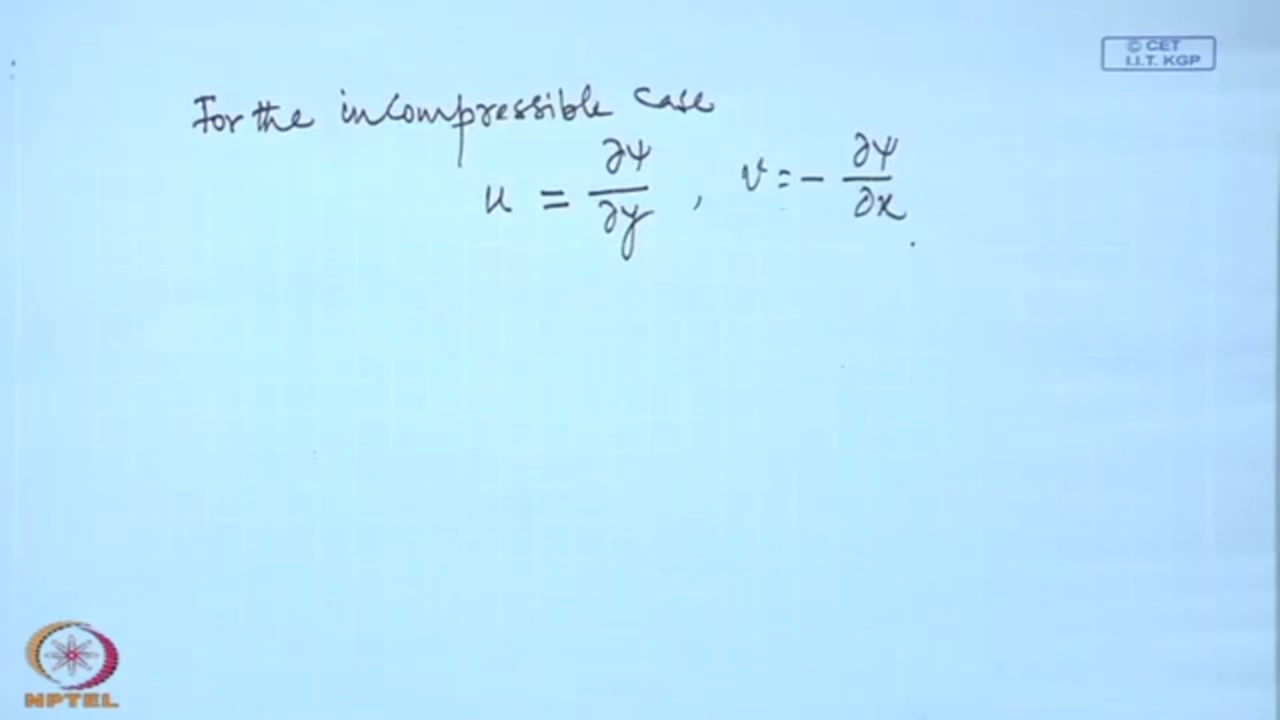 © CET
I.I.T. KGP
For the incompressible case
u = ∂ψ/∂y , v = - ∂ψ/∂x .
NPTEL